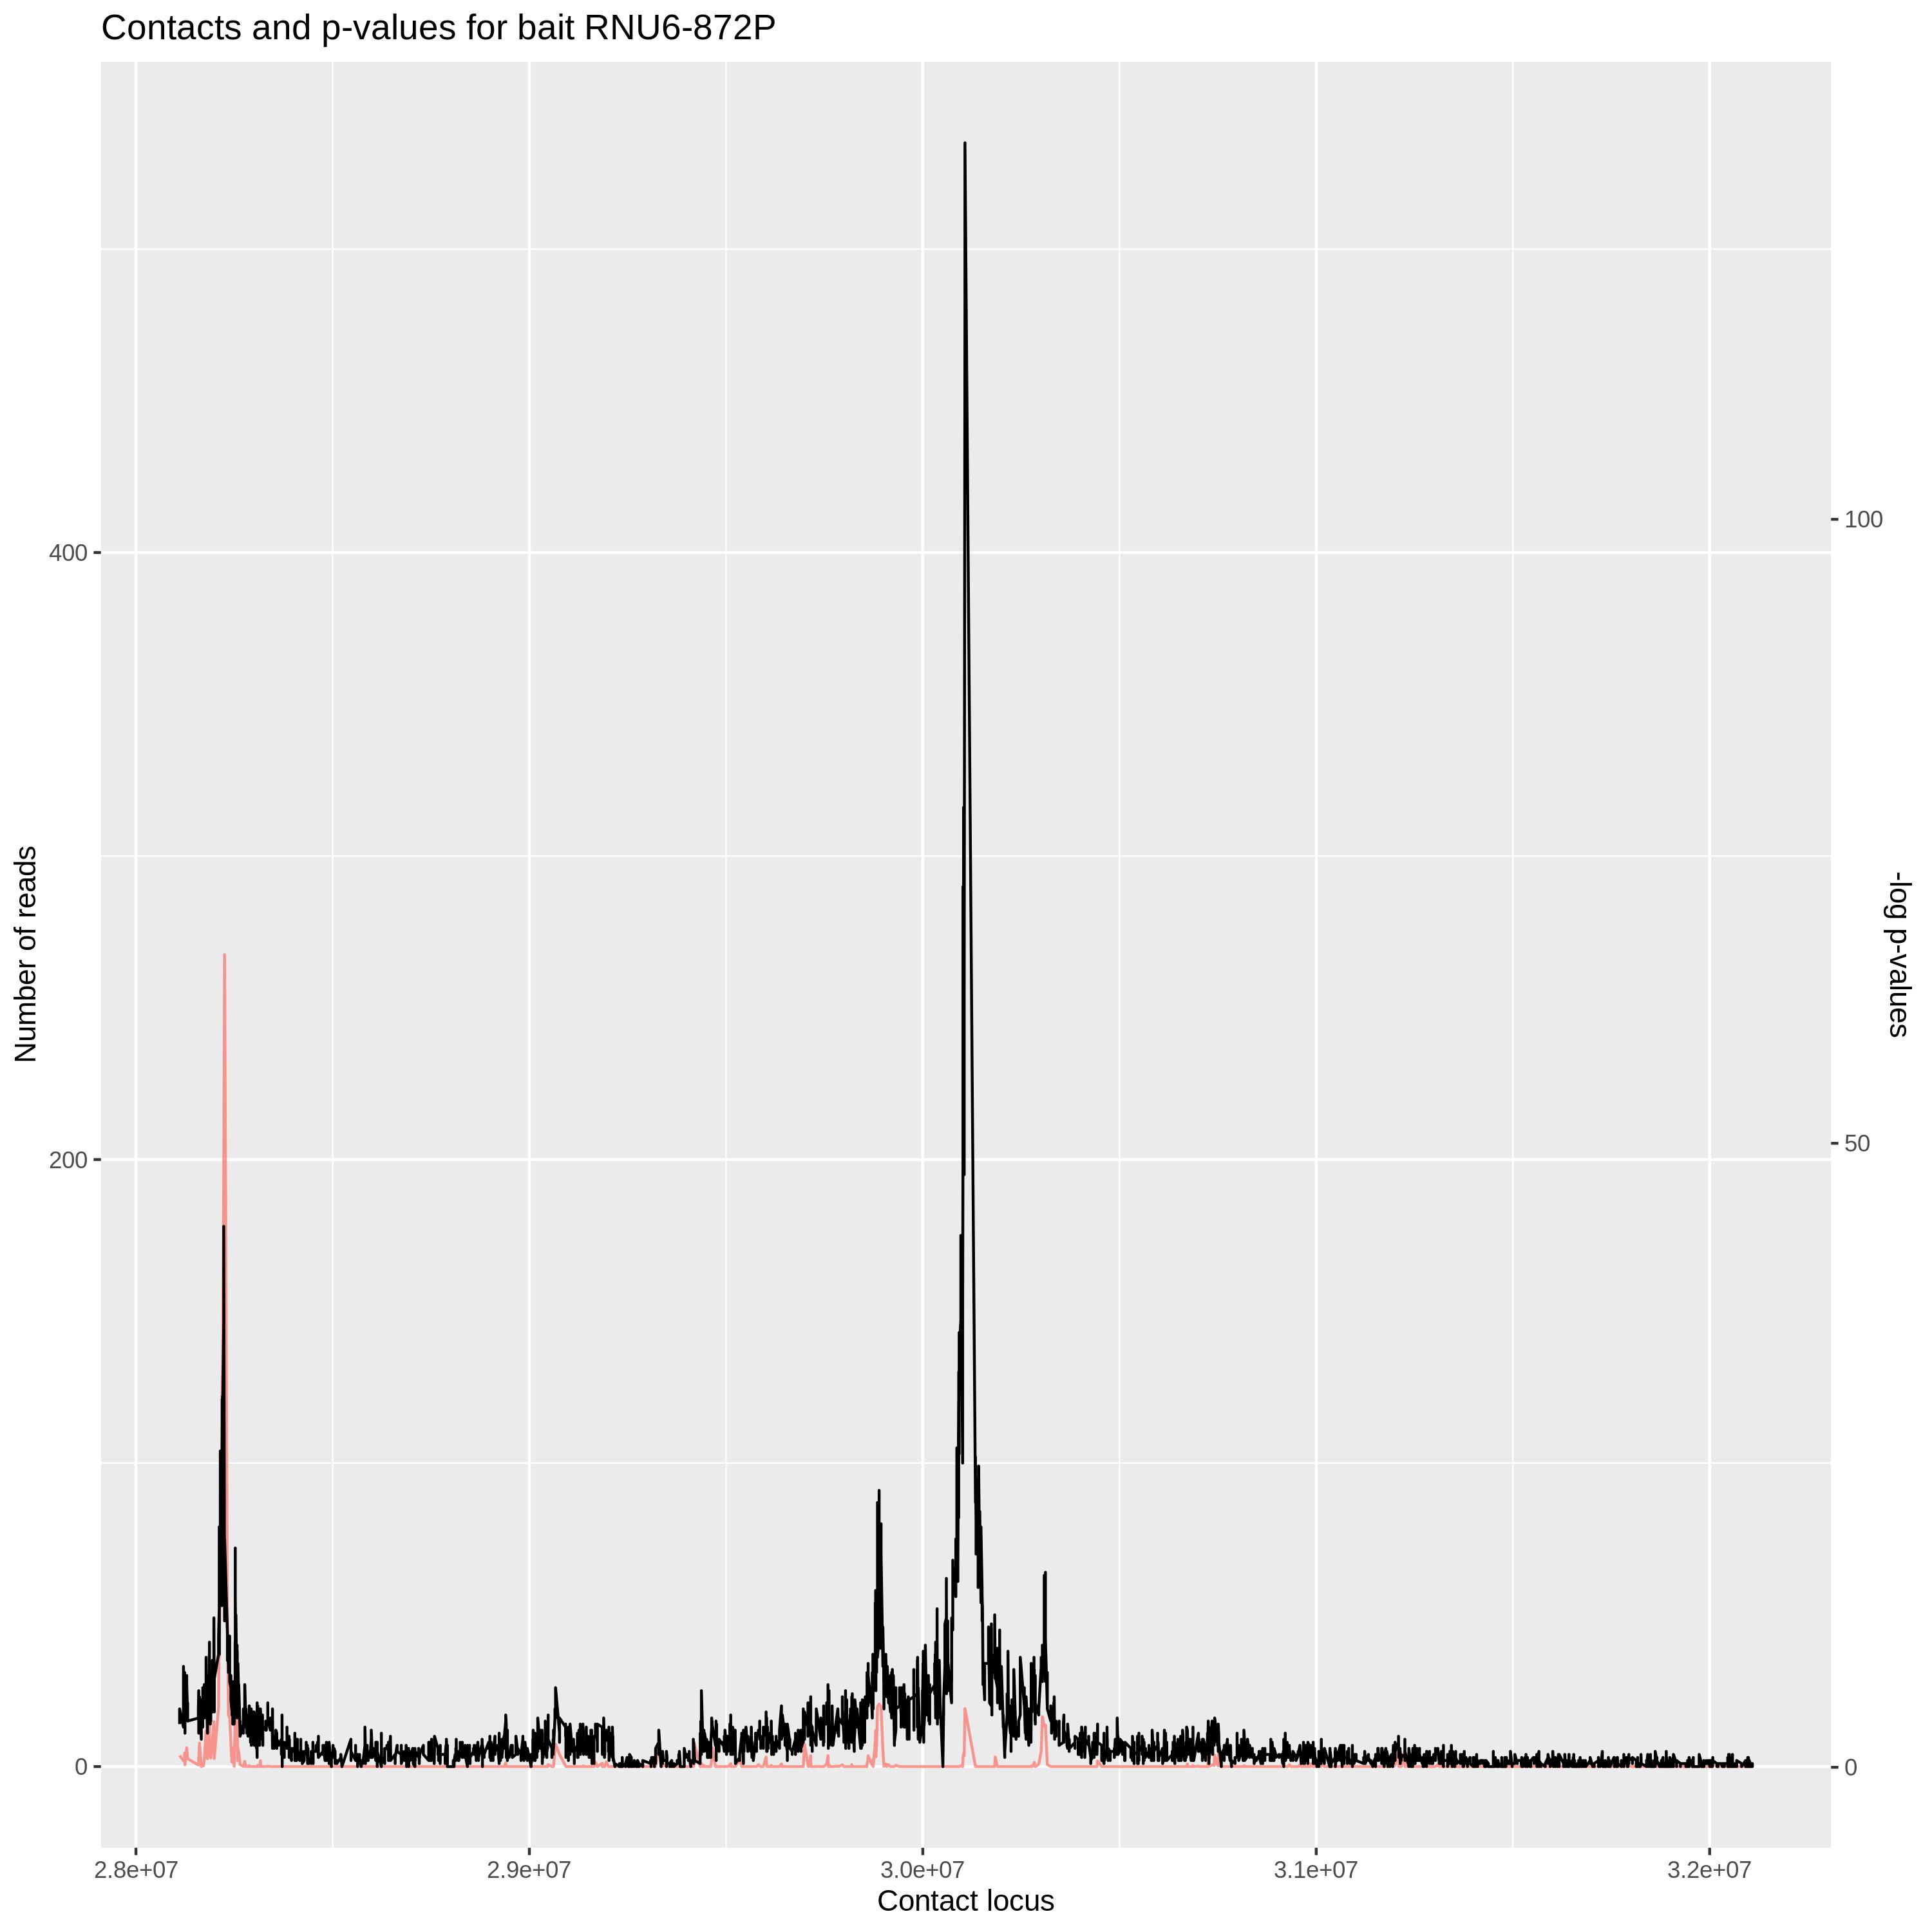 Contacts and p-values for bait RNU6-872P
Number of reads
400
200
0
100
50
0
-log p-values
2.8e+07 2.9e+07 3.0e+07 3.1e+07 3.2e+07
Contact locus